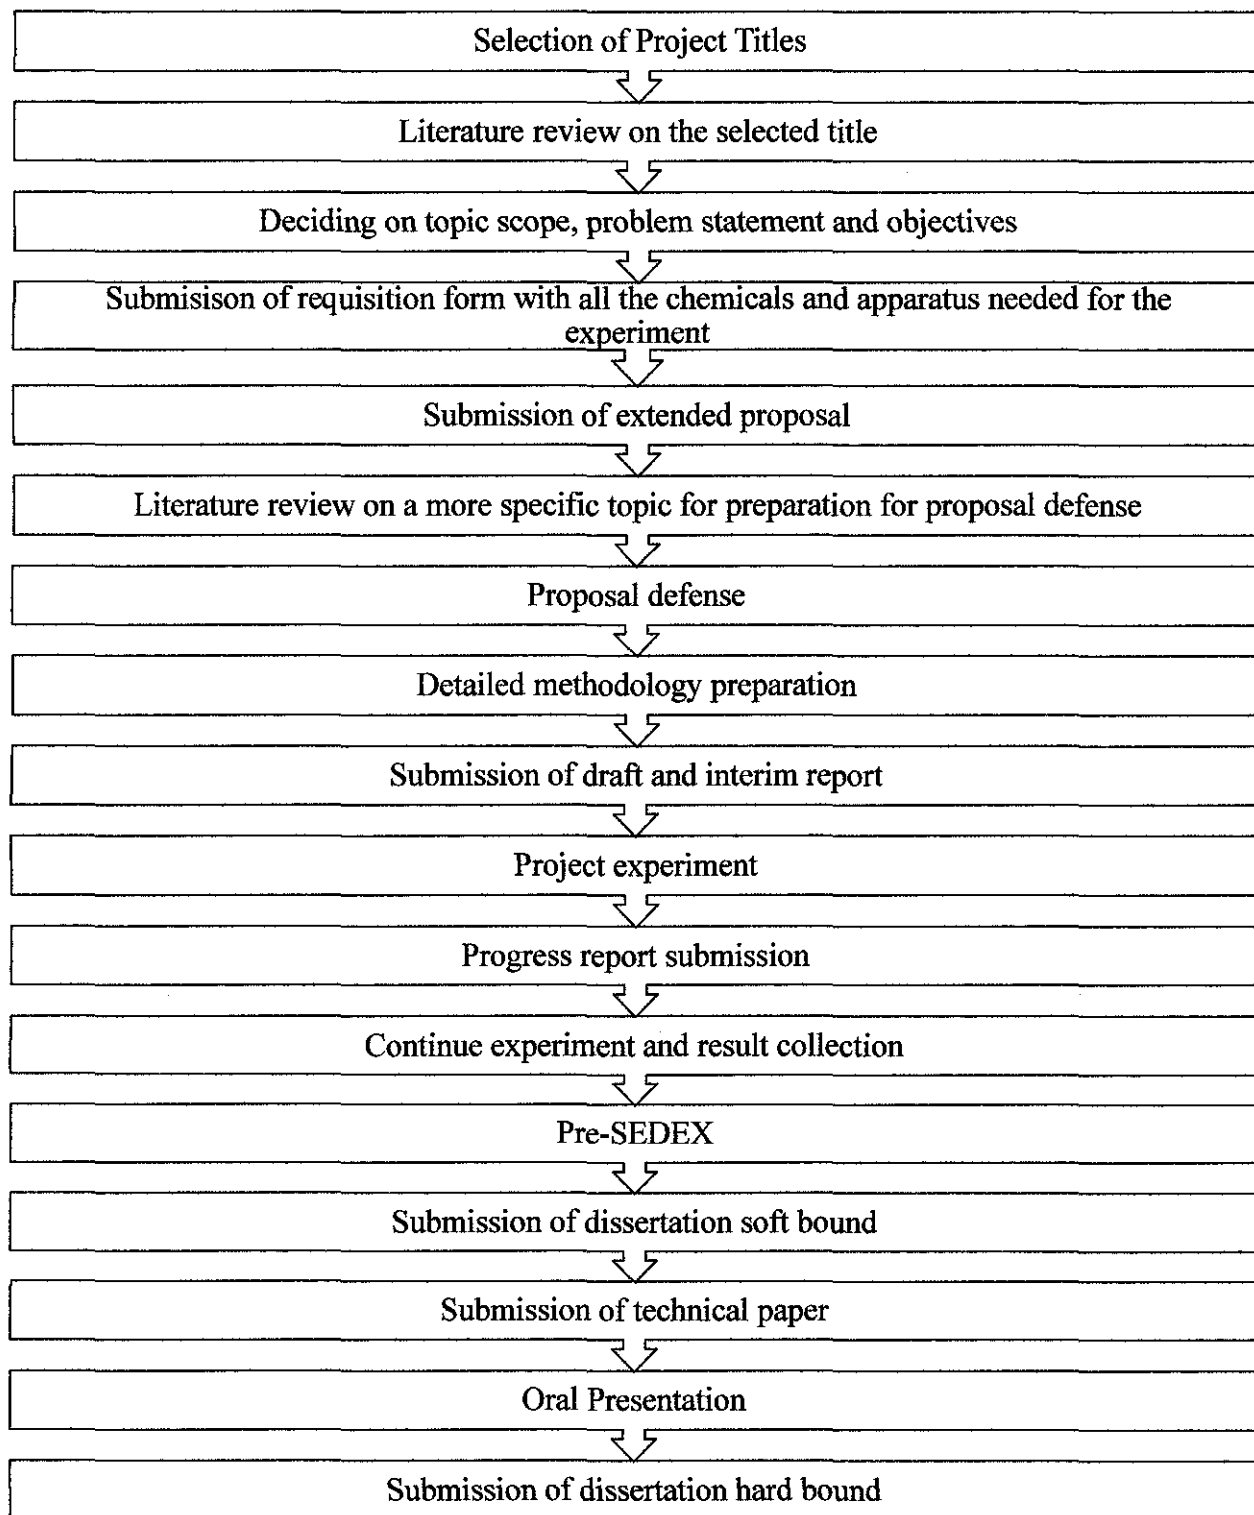 Selection of Project Titles
Literature review on the selected title
Deciding on topic scope, problem statement and objectives
Submisison of requisition form with all the chemicals and apparatus needed for the
experiment
Submission of extended proposal
Literature review on a more specific topic for preparation for proposal defense
Proposal defense
Detailed methodology preparation
Submission of draft and interim report
Project experiment
Progress report submission
Continue experiment and result collection
Pre-SEDEX
Submission of dissertation soft bound
Submission of technical paper
Oral Presentation
Submission of dissertation hard bound